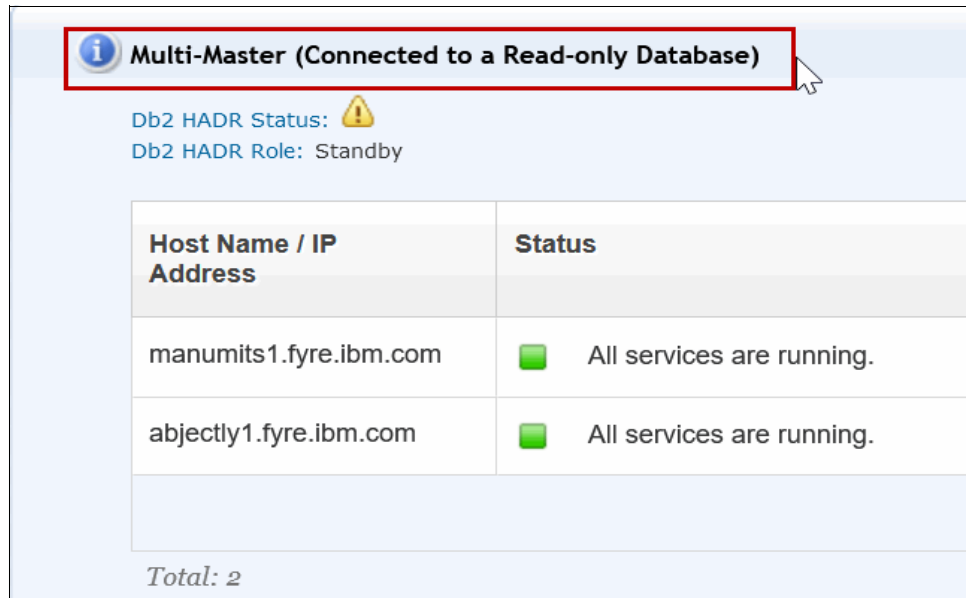 Multi-Master (Connected to a Read-only Database)
Db2 HADR Status:
Db2 HADR Role: Standby
Host Name / IP Address
Status
manumits1.fyre.ibm.com
All services are running.
abjectly1.fyre.ibm.com
All services are running.
Total: 2